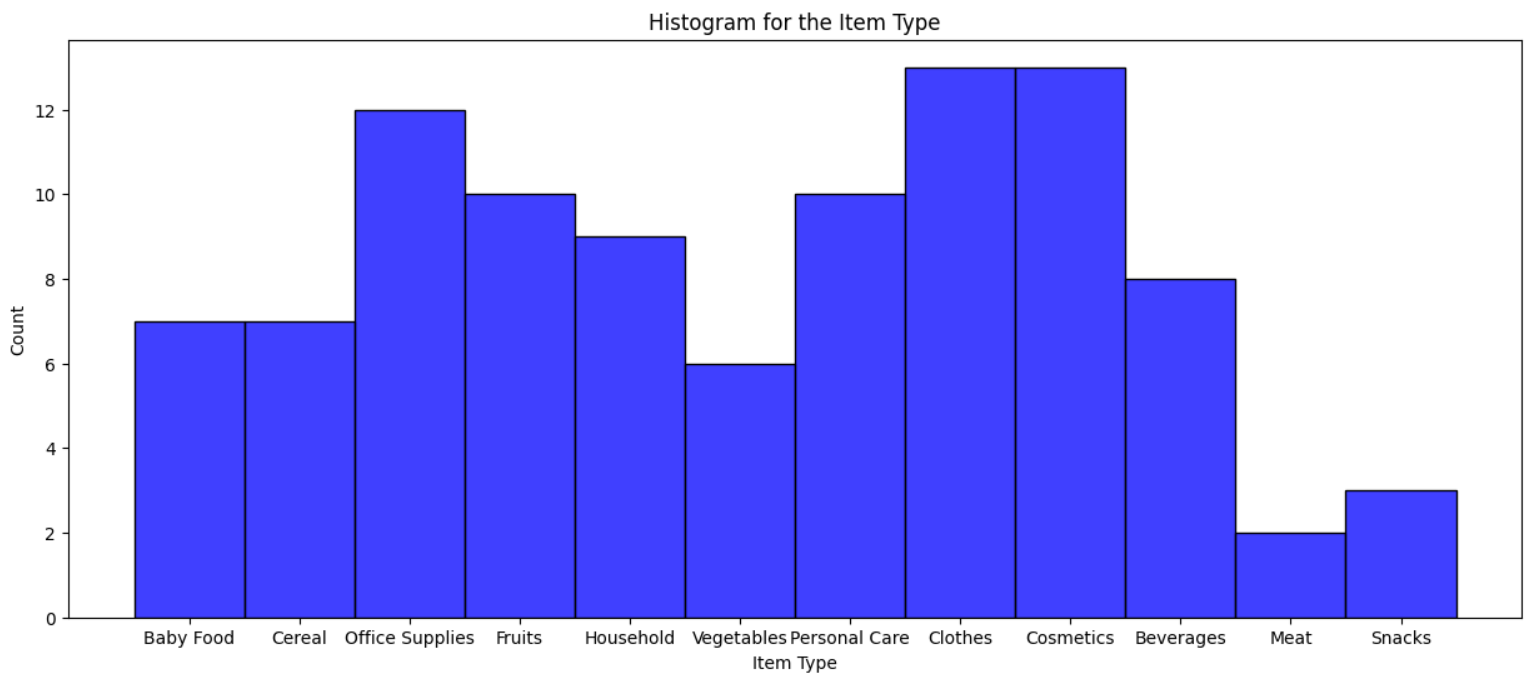 Histogram for the Item Type
12
10
8
6
4
2
0
Count
Baby Food Cereal Office Supplies Fruits Household Vegetables Personal Care Clothes Cosmetics Beverages Meat Snacks
Item Type